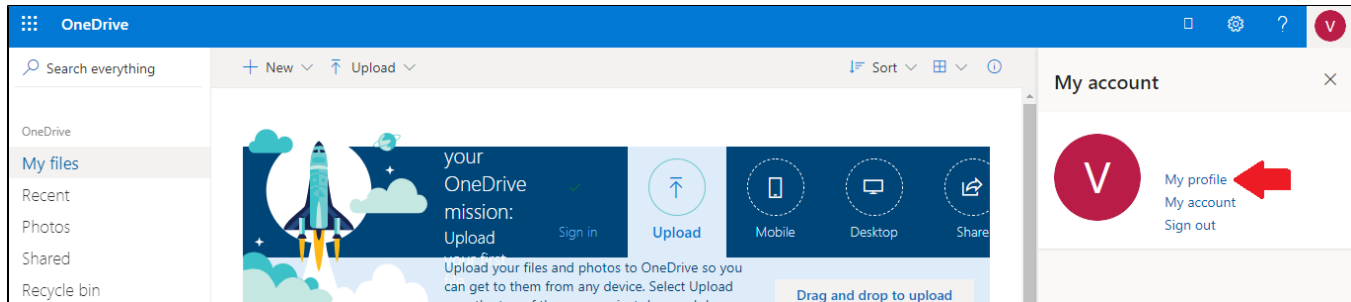 OneDrive
?
V
Search everything
New
Upload
Sort
My account
OneDrive
My files
Recent
Photos
Shared
Recycle bin
your
OneDrive
mission:
Upload
Sign in
Upload
Mobile
Desktop
Share
Upload your files and photos to OneDrive so you
can get to them from any device. Select Upload
Drag and drop to upload
V
My profile
My account
Sign out